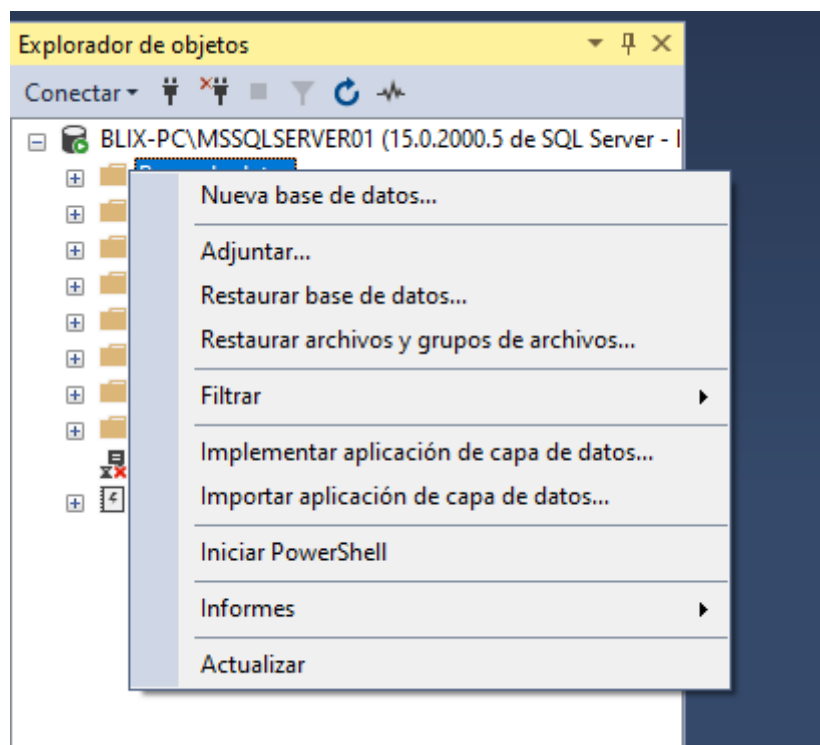 Explorador de objetos
Conectar
BLIX-PC\MSSQLSERVER01 (15.0.2000.5 de SQL Server -
Nueva base de datos...
Adjuntar...
Restaurar base de datos...
Restaurar archivos y grupos de archivos...
Filtrar
Implementar aplicación de capa de datos...
Importar aplicación de capa de datos...
Iniciar PowerShell
Informes
Actualizar